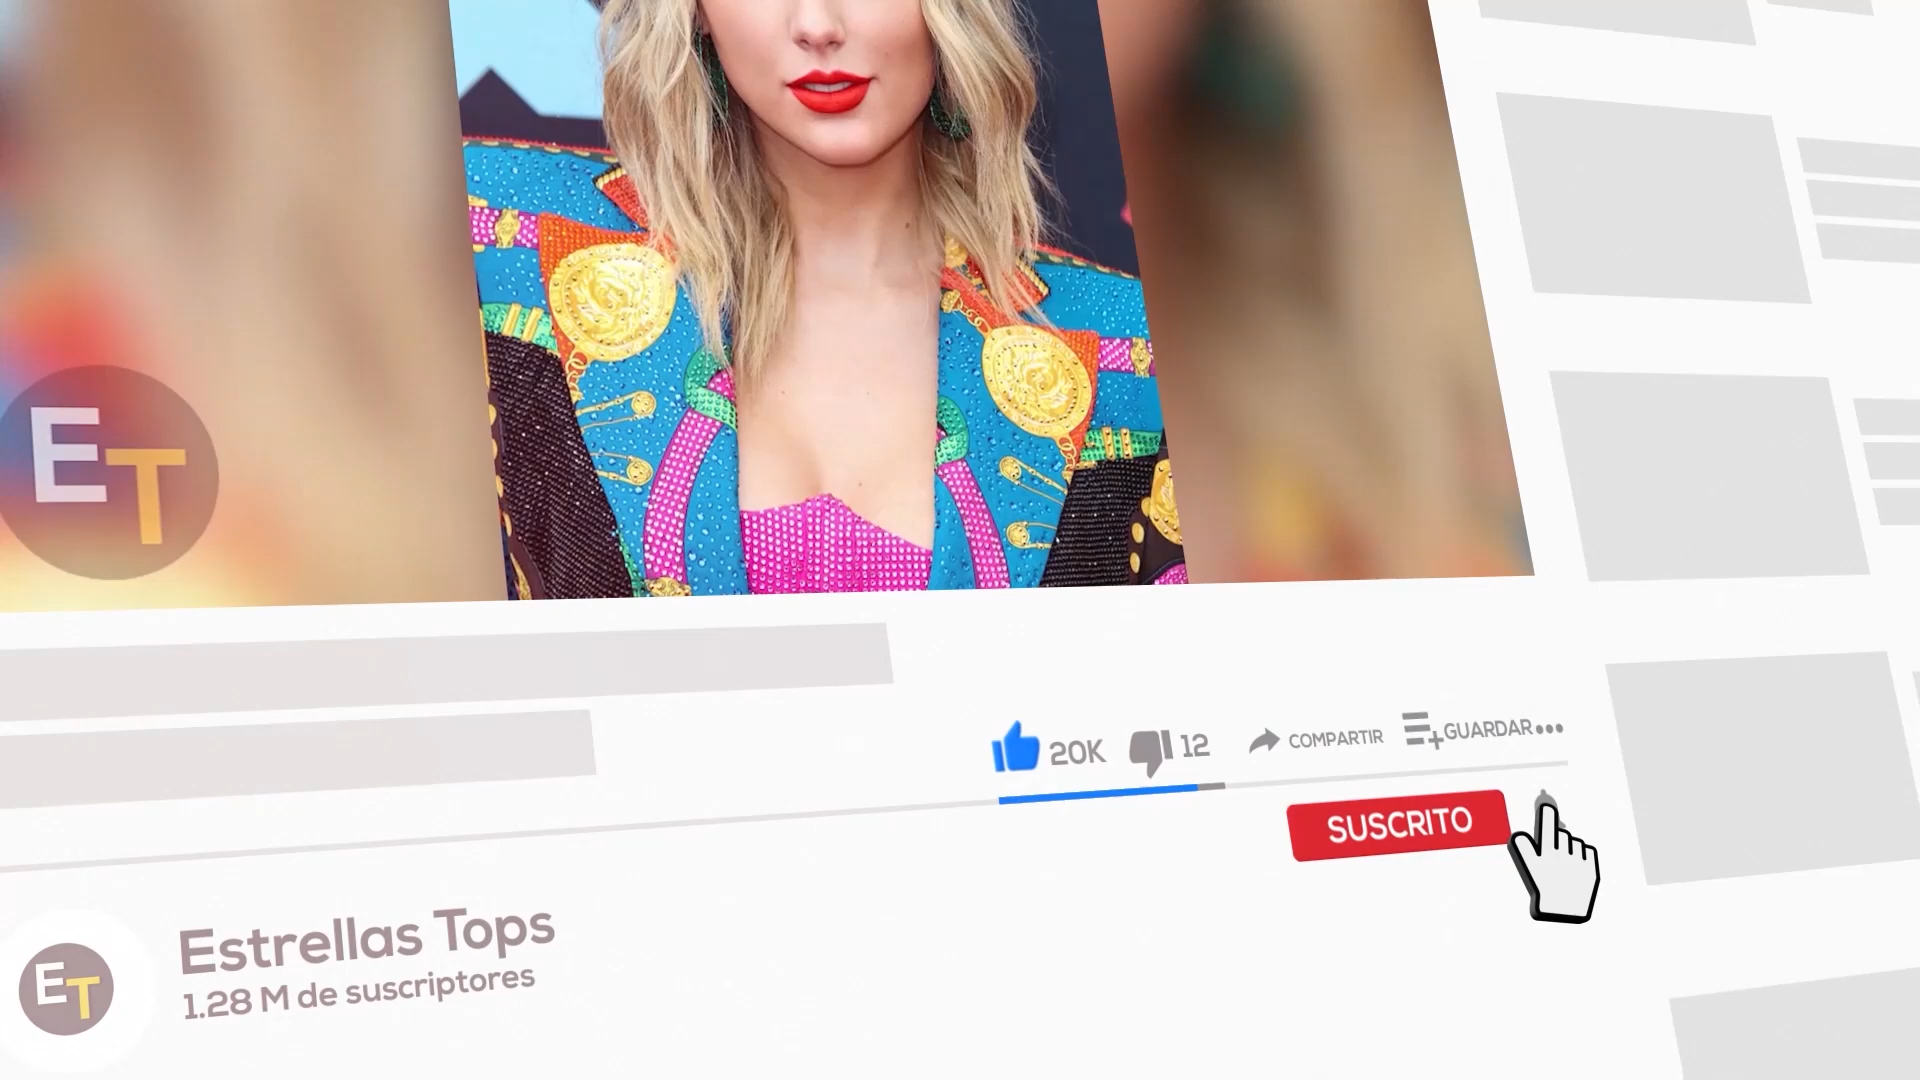 ET
20K
12
COMPARTIR
GUARDAR
SUSCRITO
ET
Estrellas Tops
1.28 M de suscriptores